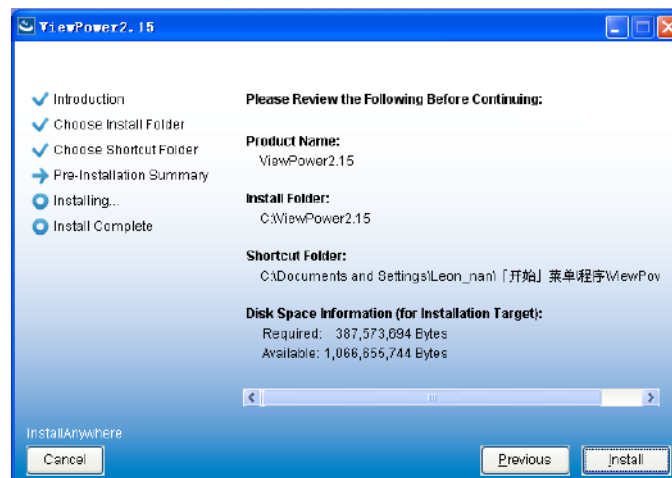 ViewPower2.15
Introduction
Choose Install Folder
Choose Shortcut Folder
Pre-Installation Summary
Installing...
Install Complete
Please Review the Following Before Continuing:
Product Name:
ViewPower2.15
Install Folder:
C:\ViewPower2.15
Shortcut Folder:
C:\Documents and Settings\Leon_nan\「开始」菜单\程序\ViewPov
Disk Space Information (for Installation Target):
Required: 387,573,694 Bytes
Available: 1,066,655,744 Bytes
InstallAnywhere
Cancel
Previous
Install